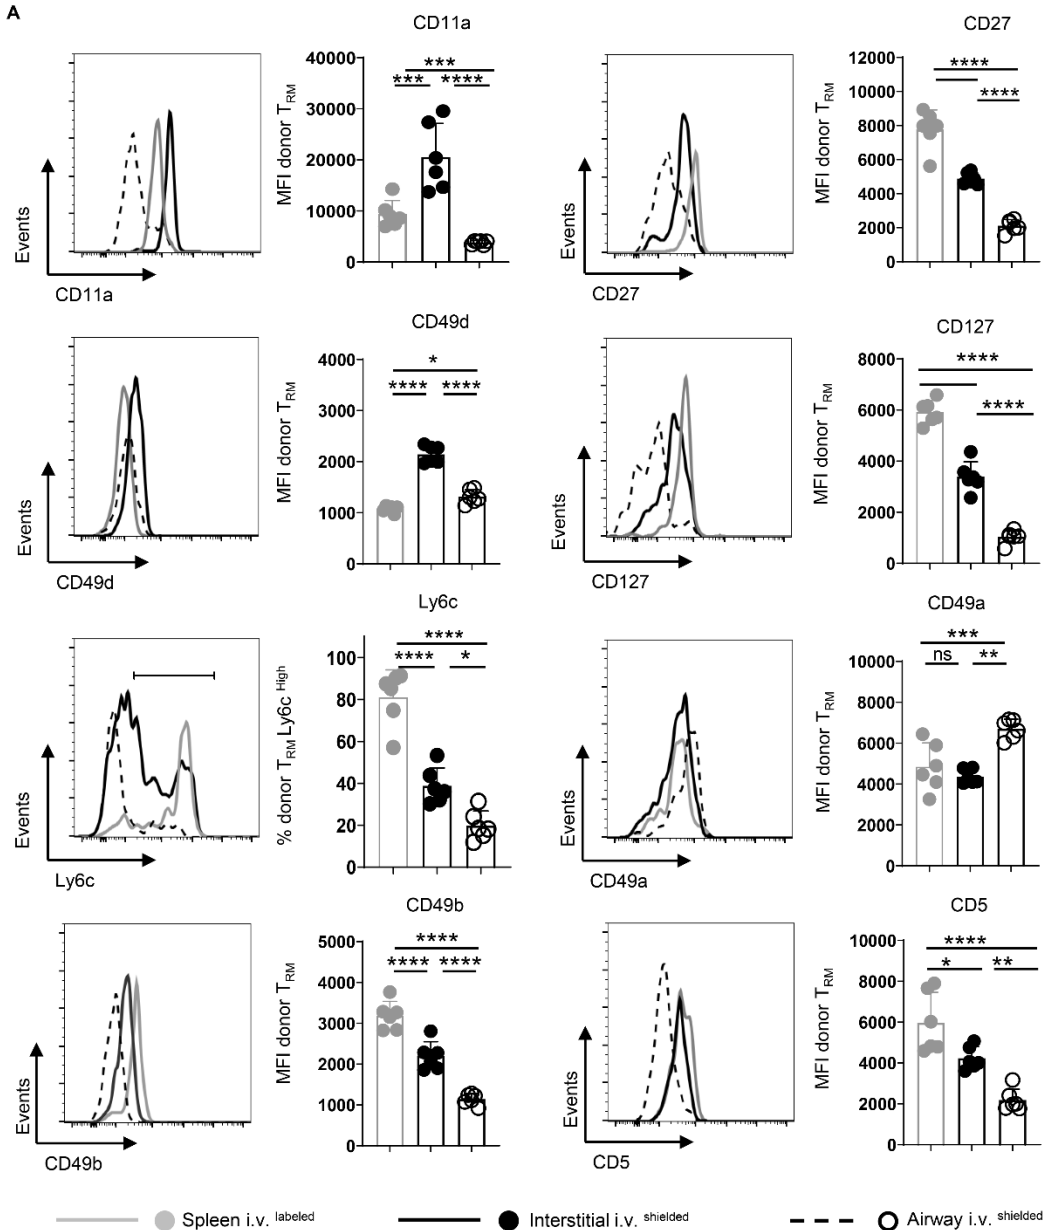 A
CD11a
Events
CD11a
MFI donor TRM
40000
30000
20000
10000
0
***
*** ****
CD27
Events
CD27
MFI donor TRM
12000
10000
8000
6000
4000
2000
0
****
****
CD49d
Events
CD49d
MFI donor TRM
4000
3000
2000
1000
0
*
**** ****
CD127
Events
CD127
MFI donor TRM
8000
6000
4000
2000
0
****
****
Ly6c
Events
Ly6c
% donor TRM Ly6c High
100
80
60
40
20
0
****
**** *
CD49a
Events
CD49a
MFI donor TRM
10000
8000
6000
4000
2000
0
***
ns **
CD49b
Events
CD49b
MFI donor TRM
5000
4000
3000
2000
1000
0
****
**** ****
CD5
Events
CD5
MFI donor TRM
10000
8000
6000
4000
2000
0
****
* **
Spleen i.v. labeled
Interstitial i.v. shielded
Airway i.v. shielded